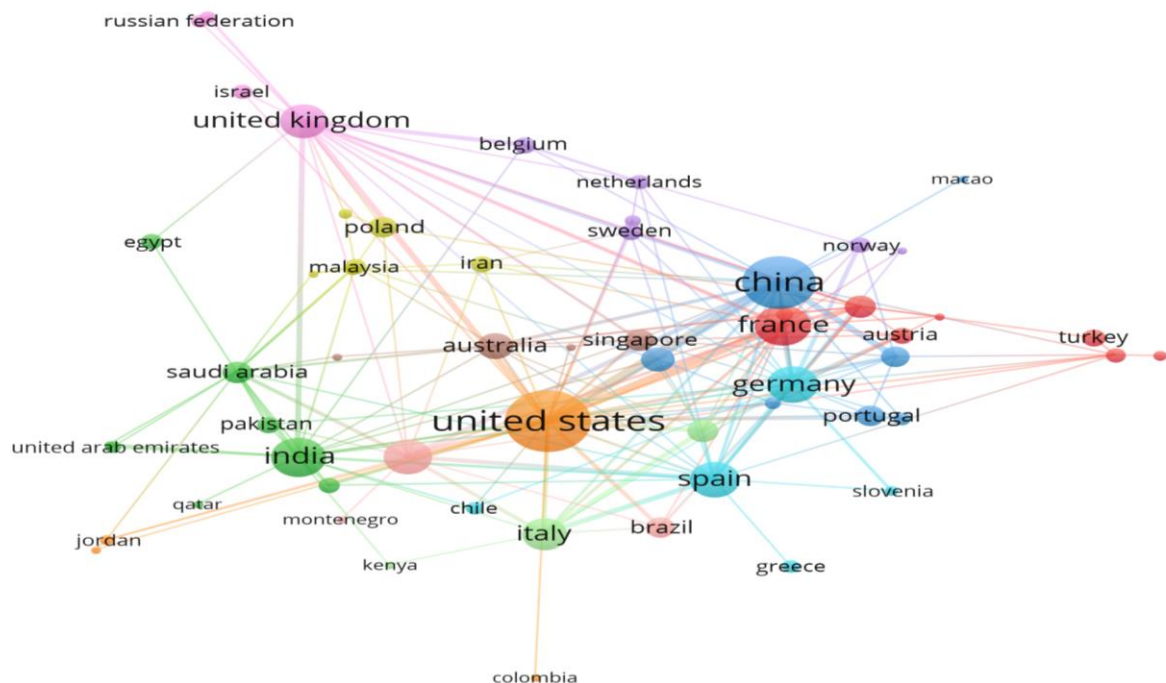 russian federation
israel
united kingdom
belgium
netherlands
macao
poland
sweden
egypt
norway
malaysia
iran
china
france
singapore
austria
turkey
australia
saudi arabia
germany
portugal
united states
pakistan
united arab emirates
india
spain
slovenia
qatar
chile
montenegro
italy
brazil
jordan
kenya
greece
colombia